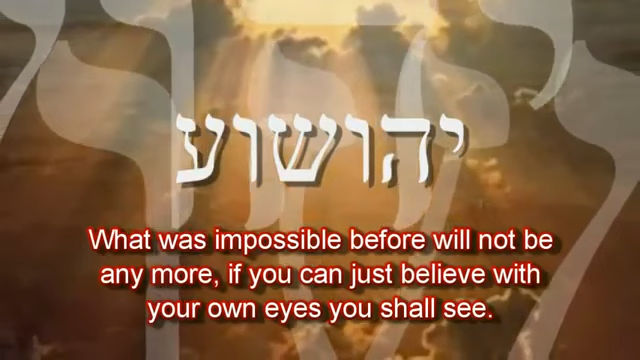 יהושוע
What was impossible before will not be
any more, if you can just believe with
your own eyes you shall see.